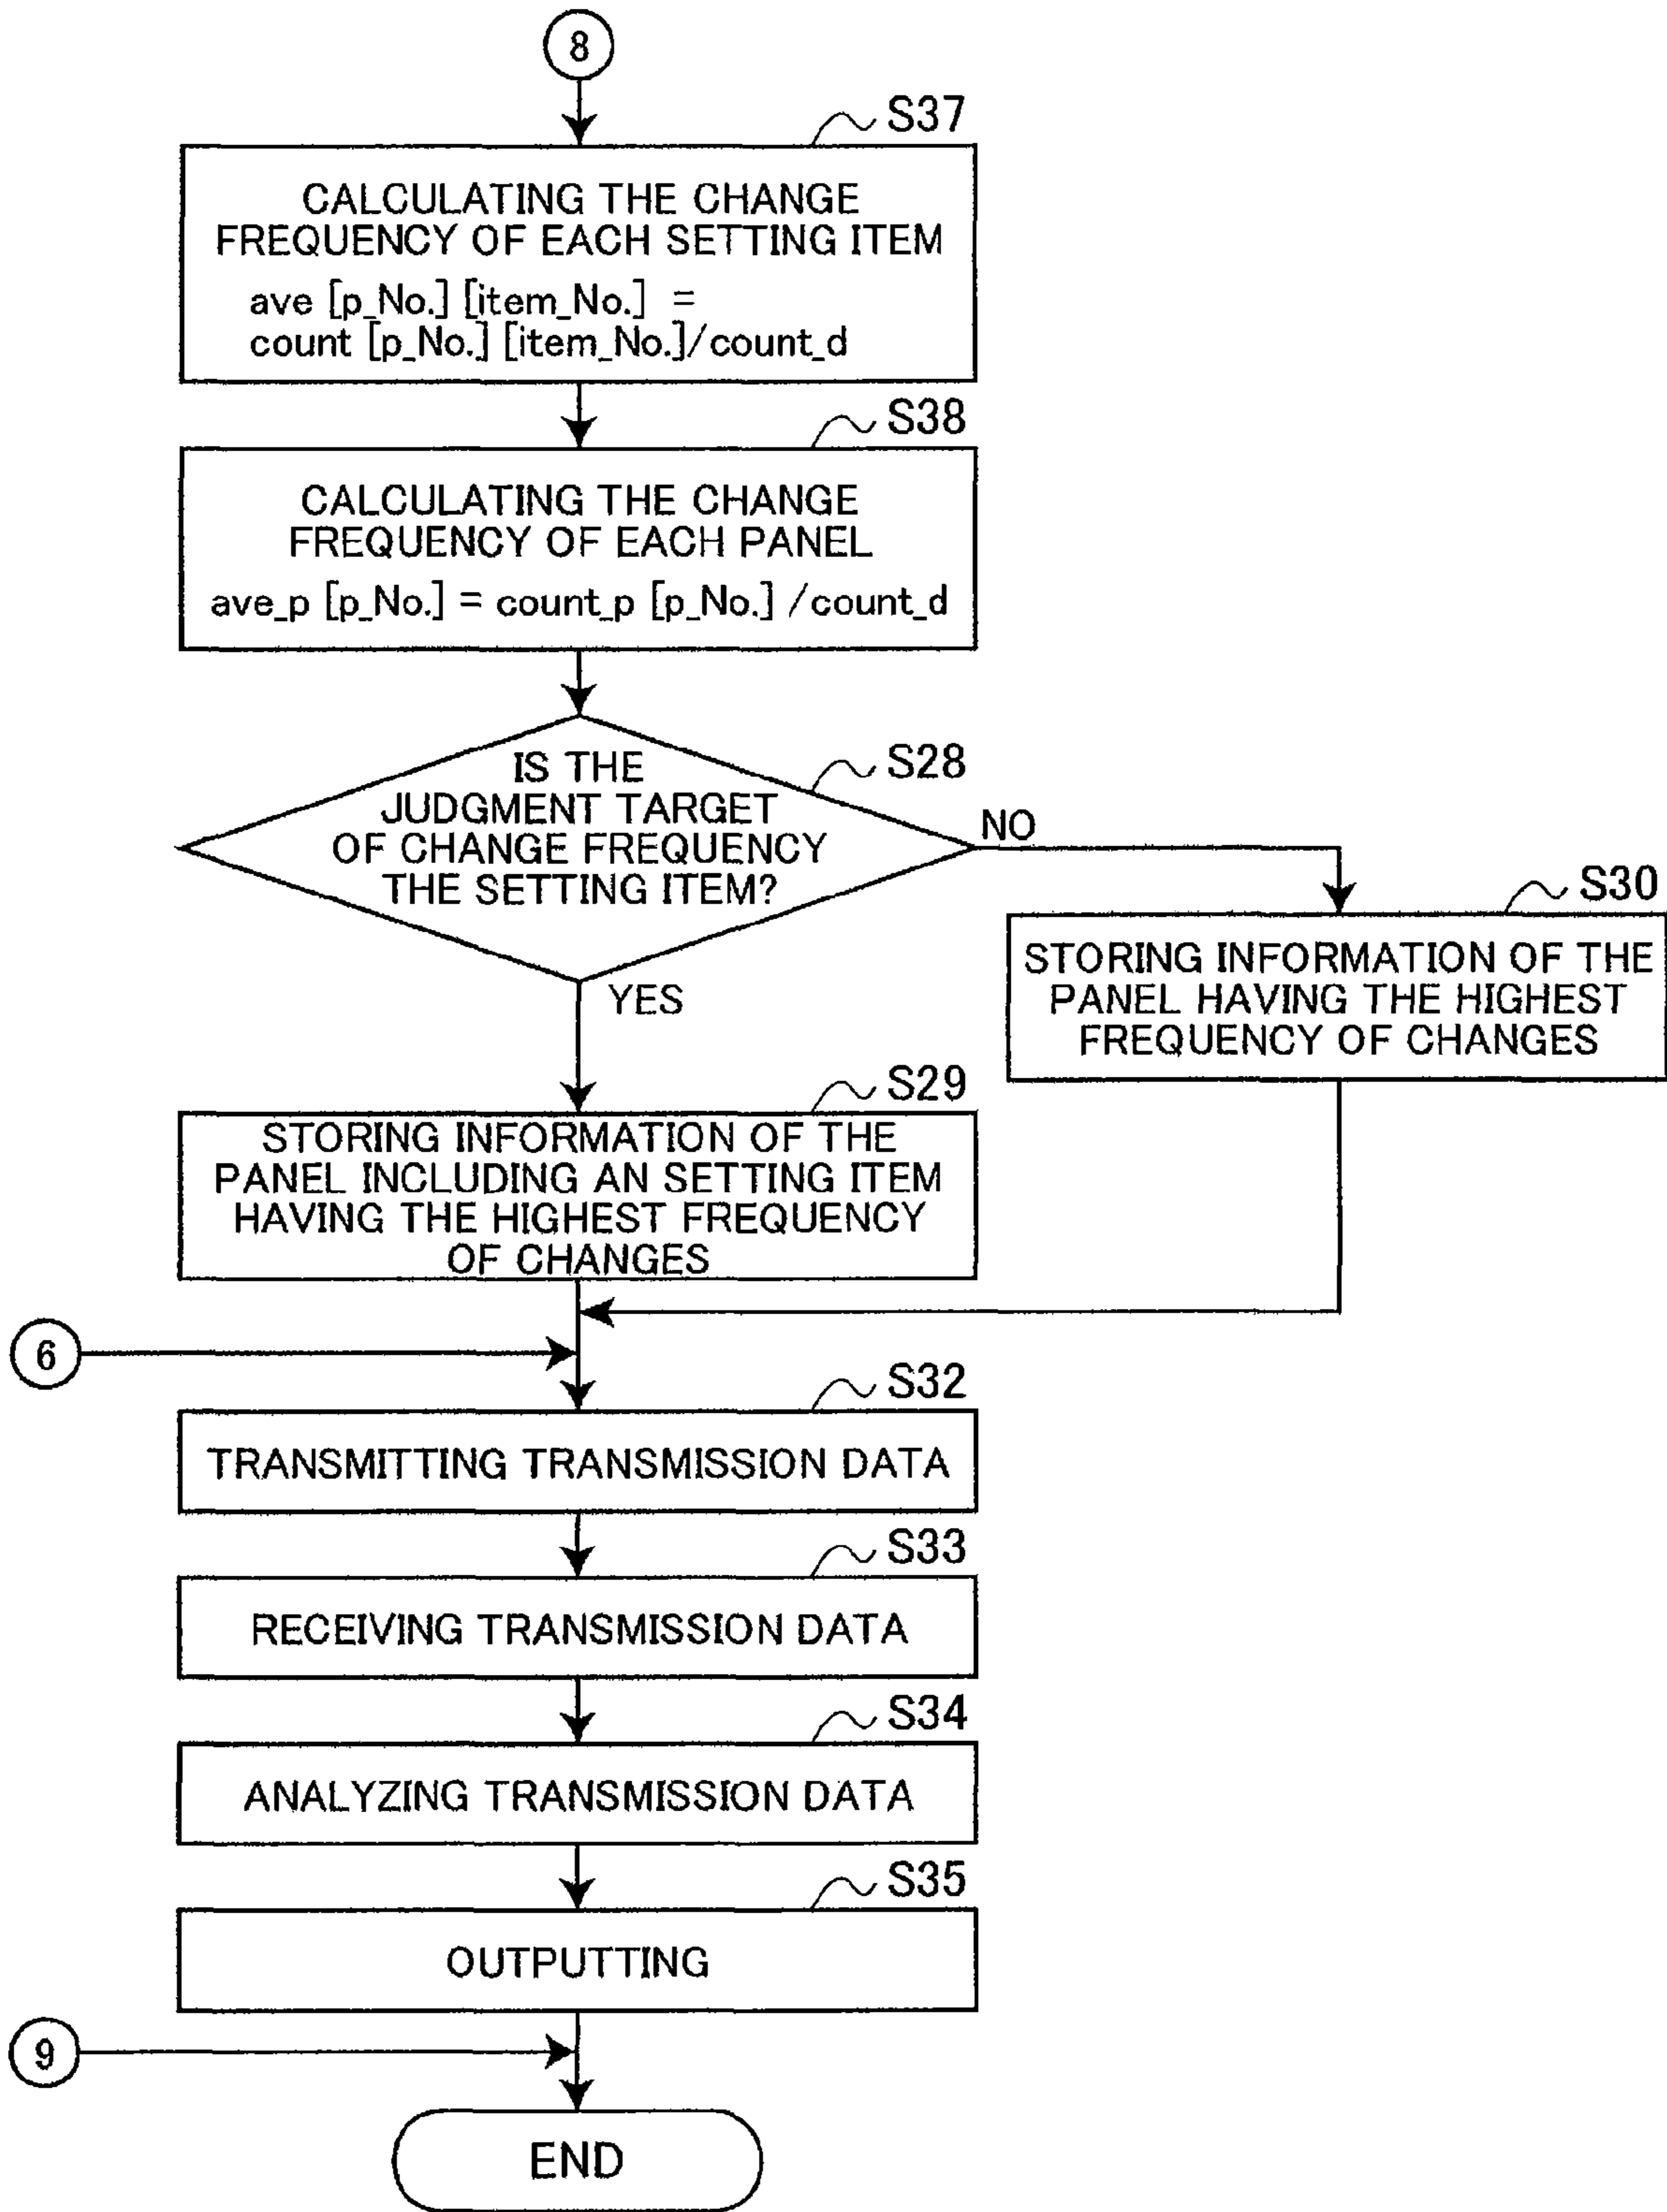 8
S37
CALCULATING THE CHANGE
FREQUENCY OF EACH SETTING ITEM
ave [p_No.] [item_No.] =
count [p_No.] [item_No.]/count_d
S38
CALCULATING THE CHANGE
FREQUENCY OF EACH PANEL
ave_p [p_No.] = count_p [p_No.] /count_d
S28
IS THE
JUDGMENT TARGET
OF CHANGE FREQUENCY
THE SETTING ITEM?
NO
YES
S30
STORING INFORMATION OF THE
PANEL HAVING THE HIGHEST
FREQUENCY OF CHANGES
S29
STORING INFORMATION OF THE
PANEL INCLUDING AN SETTING ITEM
HAVING THE HIGHEST FREQUENCY
OF CHANGES
6
S32
TRANSMITTING TRANSMISSION DATA
S33
RECEIVING TRANSMISSION DATA
S34
ANALYZING TRANSMISSION DATA
S35
OUTPUTTING
9
END